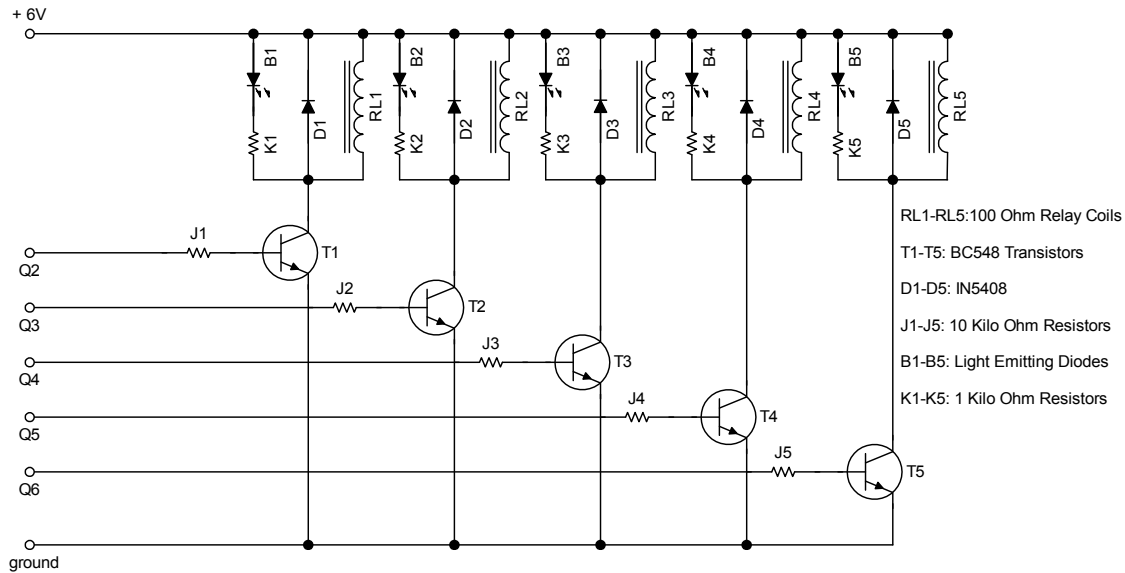 + 6V
B1
K1
D1
RL1
B2
K2
D2
RL2
B3
K3
D3
RL3
B4
K4
D4
RL4
B5
K5
D5
RL5
RL1-RL5:100 Ohm Relay Coils
J1
T1
T1-T5: BC548 Transistors
Q2
J2
D1-D5: IN5408
T2
Q3
J1-J5: 10 Kilo Ohm Resistors
J3
T3
B1-B5: Light Emitting Diodes
Q4
J4
K1-K5: 1 Kilo Ohm Resistors
T4
Q5
J5
T5
Q6
ground